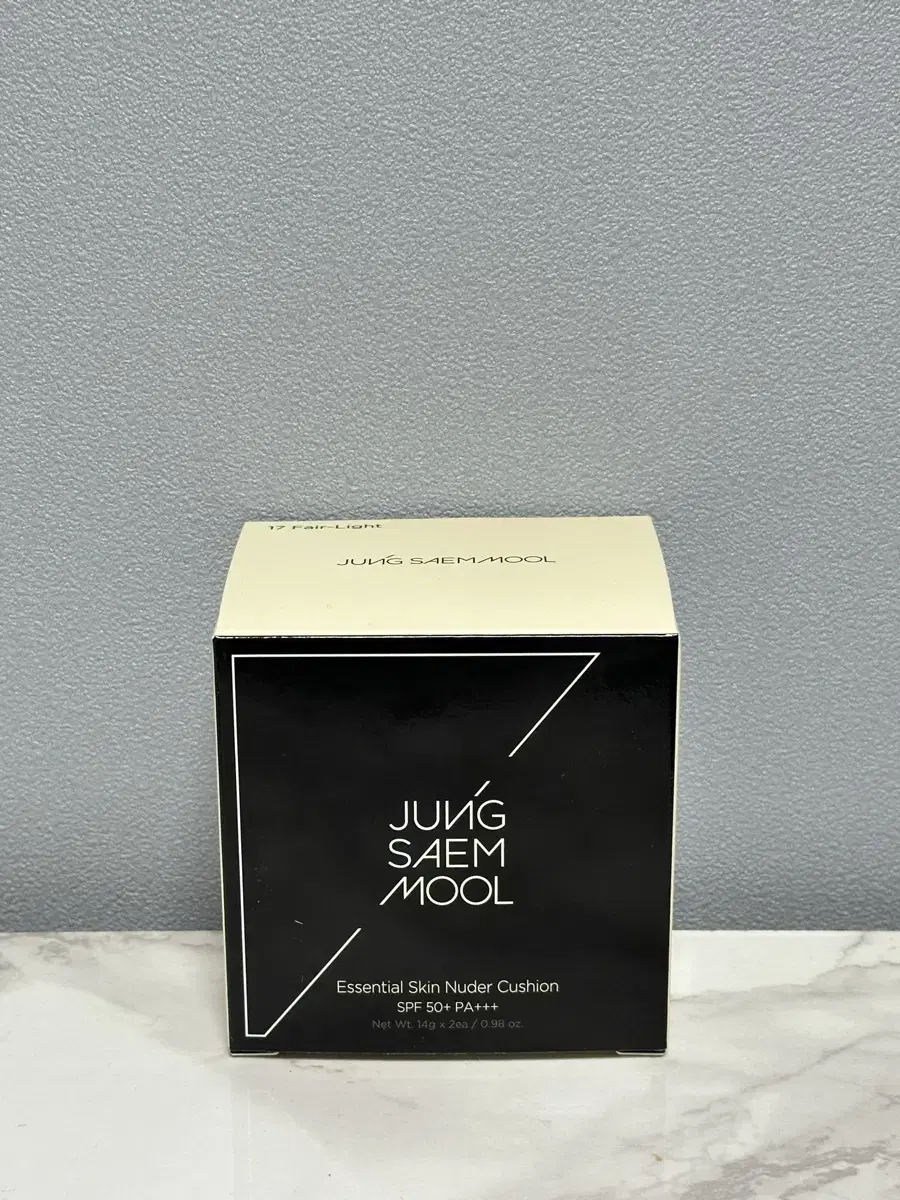 17 Fair-Light
JUNG SAEM MOOL
JUNG
SAEM
MOOL
Essential Skin Nuder Cushion
SPF 50+ PA+++
Net Wt. 14g x 2ea / 0.98 oz.